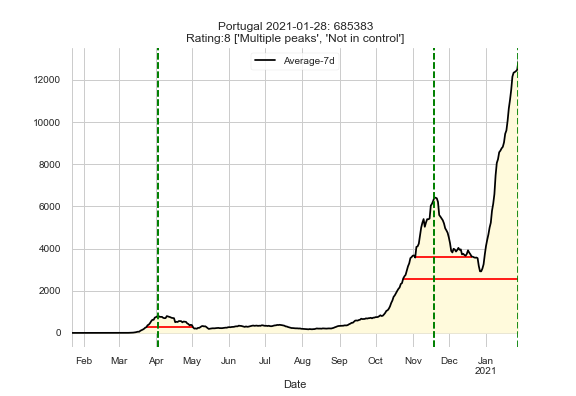 Portugal 2021-01-28: 685383
Rating:8 ['Multiple peaks', 'Not in control']
Average-7d
12000
10000
8000
6000
4000
2000
0
Feb Mar Apr May Jun Jul Aug Sep Oct Nov Dec Jan
2021
Date